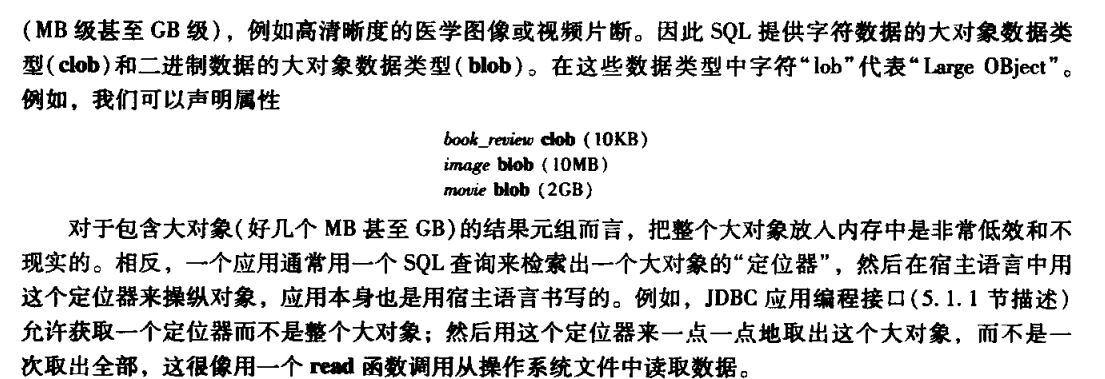 (MB 级甚至 GB 级)，例如高清晰度的医学图像或视频片断。因此 SQL 提供字符数据的大对象数据类
型(clob)和二进制数据的大对象数据类型(blob)。在这些数据类型中字符“lob”代表“Large OBject”。
例如，我们可以声明属性
book_review clob (10KB)
image blob (10MB)
movie blob (2GB)
对于包含大对象(好几个 MB 甚至 GB)的结果元组而言，把整个大对象放入内存中是非常低效和不
现实的。相反，一个应用通常用一个 SQL 查询来检索出一个大对象的“定位器”，然后在宿主语言中用
这个定位器来操纵对象，应用本身也是用宿主语言书写的。例如，JDBC 应用编程接口(5.1.1 节描述)
允许获取一个定位器而不是整个大对象；然后用这个定位器来一点一点地取出这个大对象，而不是一
次取出全部，这很像用一个 read 函数调用从操作系统文件中读取数据。